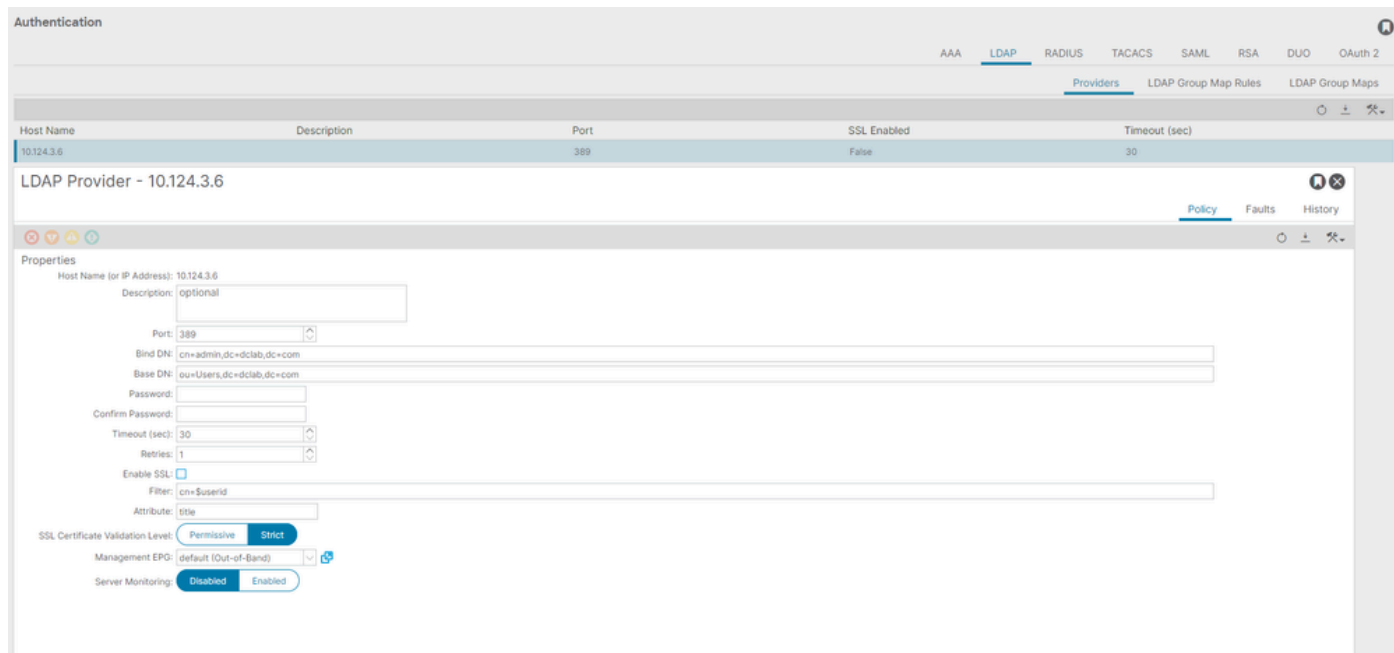 Authentication
AAA LDAP RADIUS TACACS SAML RSA DUO OAuth 2
Providers LDAP Group Map Rules LDAP Group Maps
Host Name Description Port SSL Enabled Timeout (sec)
10.124.3.6 389 False 30
LDAP Provider - 10.124.3.6
Policy Faults History
Properties
Host Name (or IP Address): 10.124.3.6
Description: optional
Port: 389
Bind DN: cn=admin,dc=dclab,dc=com
Base DN: ou=Users,dc=dclab,dc=com
Password:
Confirm Password:
Timeout (sec): 30
Retries: 1
Enable SSL:
Filter: cn=$userid
Attribute: title
SSL Certificate Validation Level: Permissive Strict
Management EPG: default (Out-of-Band)
Server Monitoring: Disabled Enabled